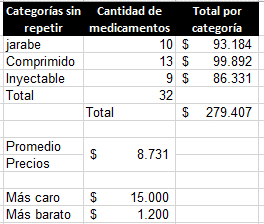 Categorías sin repetir Cantidad de medicamentos Total por categoría
jarabe 10 $ 93.184
Comprimido 13 $ 99.892
Inyectable 9 $ 86.331
Total 32
Total $ 279.407
Promedio Precios $ 8.731
Más caro $ 15.000
Más barato $ 1.200